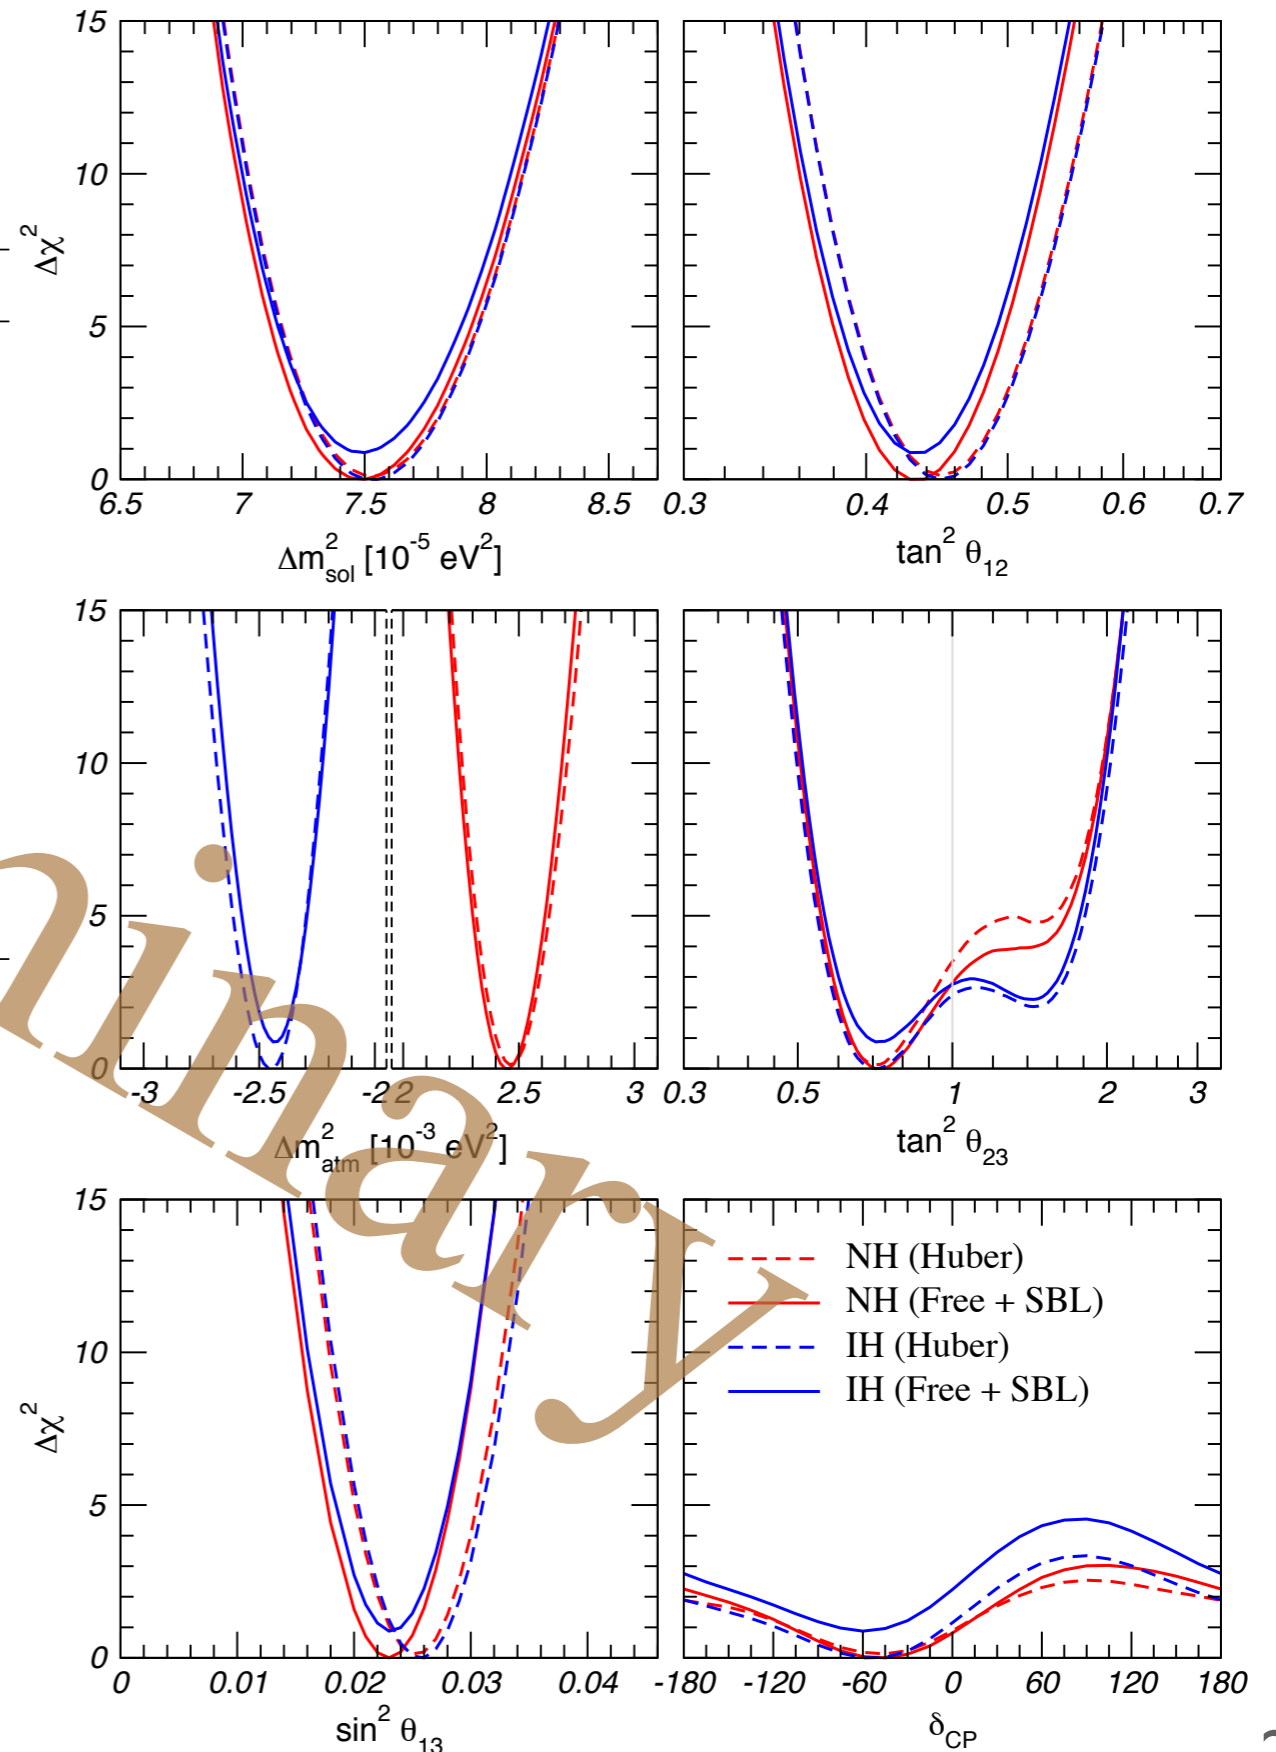 15
10
5
0
Δχ²
6.5 7 7.5 8 8.5
Δm²sol [10⁻⁵ eV²]
0.3 0.4 0.5 0.6 0.7
tan² θ₁₂
15
10
5
0
-3 -2.5 -2 2 2.5 3
Δm²atm [10⁻³ eV²]
0.3 0.5 1 2 3
tan² θ₂₃
minary
15
10
5
0
Δχ²
0 0.01 0.02 0.03 0.04
sin² θ₁₃
NH (Huber)
NH (Free + SBL)
IH (Huber)
IH (Free + SBL)
-180 -120 -60 0 60 120 180
δCP